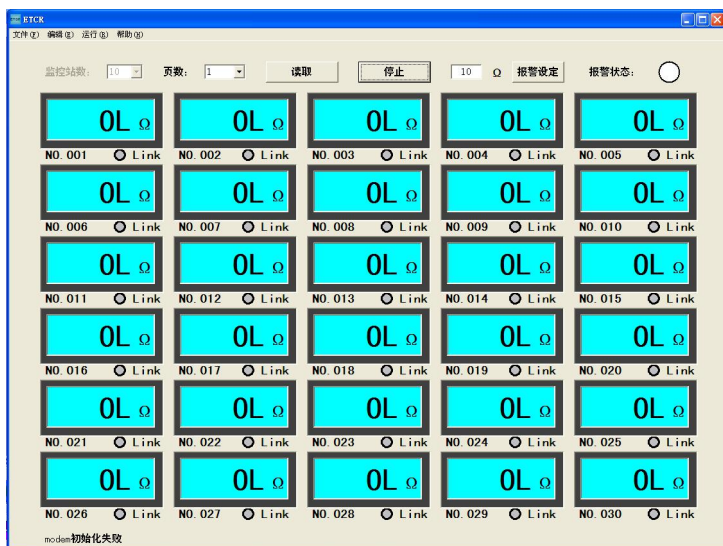 ETCR
文件(F) 编辑(E) 运行(R) 帮助(H)
监控站数: 10 页数: 1 读取 停止 10 Ω 报警设定 报警状态:
0L Ω 0L Ω 0L Ω 0L Ω 0L Ω
NO.001 Link NO.002 Link NO.003 Link NO.004 Link NO.005 Link
0L Ω 0L Ω 0L Ω 0L Ω 0L Ω
NO.006 Link NO.007 Link NO.008 Link NO.009 Link NO.010 Link
0L Ω 0L Ω 0L Ω 0L Ω 0L Ω
NO.011 Link NO.012 Link NO.013 Link NO.014 Link NO.015 Link
0L Ω 0L Ω 0L Ω 0L Ω 0L Ω
NO.016 Link NO.017 Link NO.018 Link NO.019 Link NO.020 Link
0L Ω 0L Ω 0L Ω 0L Ω 0L Ω
NO.021 Link NO.022 Link NO.023 Link NO.024 Link NO.025 Link
0L Ω 0L Ω 0L Ω 0L Ω 0L Ω
NO.026 Link NO.027 Link NO.028 Link NO.029 Link NO.030 Link
modem初始化失败